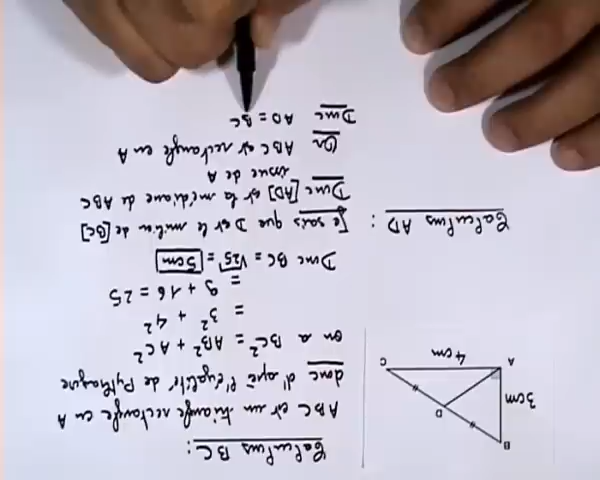 Calculons BC :
ABC est un triangle rectangle en A
donc d'après l'égalité de Pythagore
on a BC² = AB² + AC²
= 3² + 4²
= 9 + 16 = 25
Donc BC = √25 = 5cm
Calculons AD : Je sais que D est le milieu de [BC]
Donc [AD] est la médiane de ABC
issue de A
Or ABC est rectangle en A
Donc AD = BC
B
3cm
D
A
C
4cm